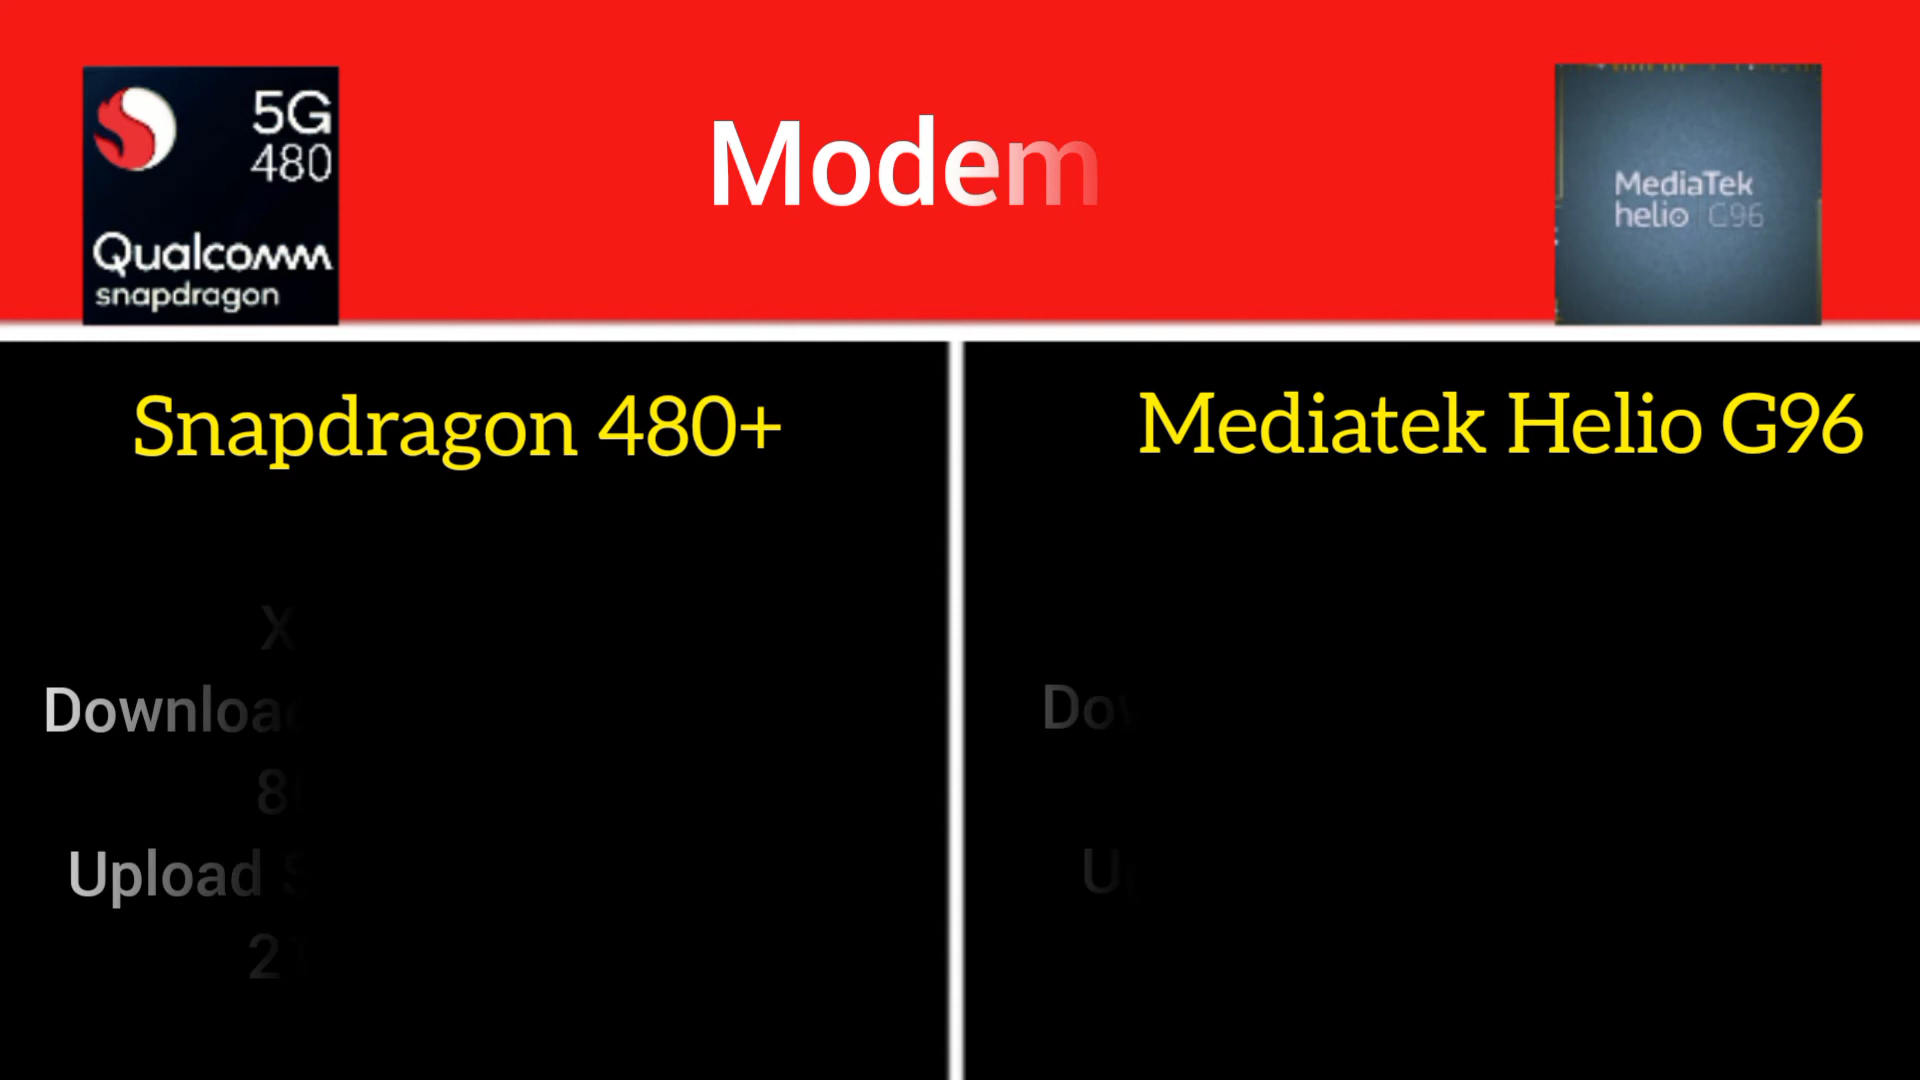 5G
480
Qualcomm
snapdragon
Modem
MediaTek
helio G96
Snapdragon 480+
Mediatek Helio G96
X
Download
Upload